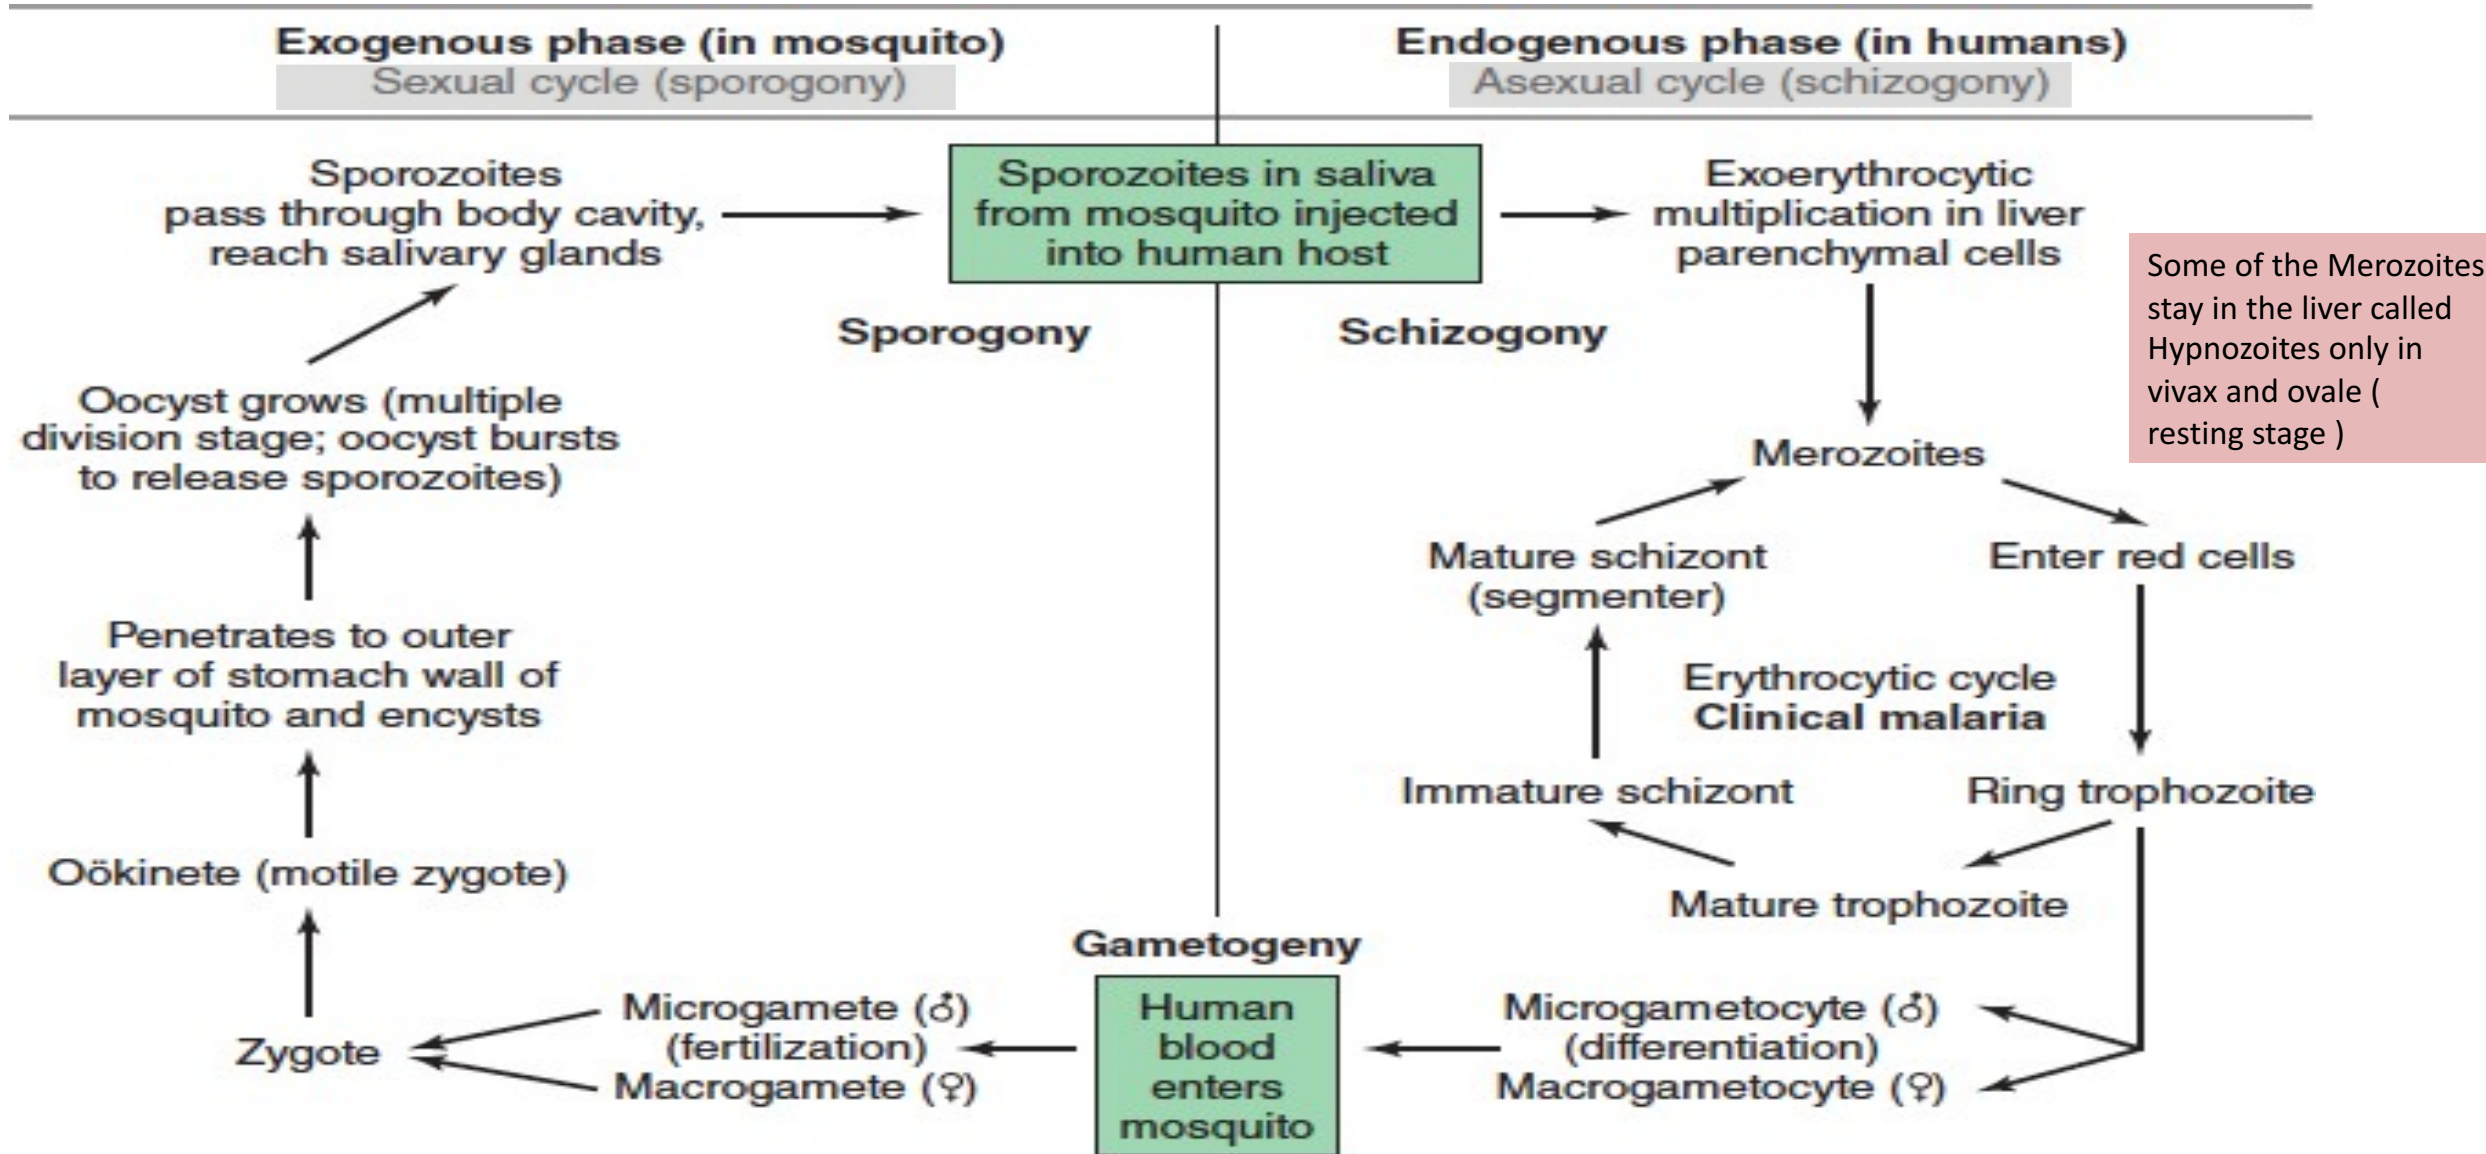 Exogenous phase (in mosquito)
Sexual cycle (sporogony)
Endogenous phase (in humans)
Asexual cycle (schizogony)
Sporozoites
pass through body cavity,
reach salivary glands
Sporozoites in saliva
from mosquito injected
into human host
Exoerythrocytic
multiplication in liver
parenchymal cells
Some of the Merozoites
stay in the liver called
Hypnozoites only in
vivax and ovale (
resting stage )
Sporogony
Schizogony
Oocyst grows (multiple
division stage; oocyst bursts
to release sporozoites)
Merozoites
Mature schizont
(segmenter)
Enter red cells
Penetrates to outer
layer of stomach wall of
mosquito and encysts
Erythrocytic cycle
Clinical malaria
Immature schizont
Ring trophozoite
Oökinete (motile zygote)
Mature trophozoite
Gametogeny
Zygote
Microgamete (♂)
(fertilization)
Macrogamete (♀)
Human
blood
enters
mosquito
Microgametocyte (♂)
(differentiation)
Macrogametocyte (♀)